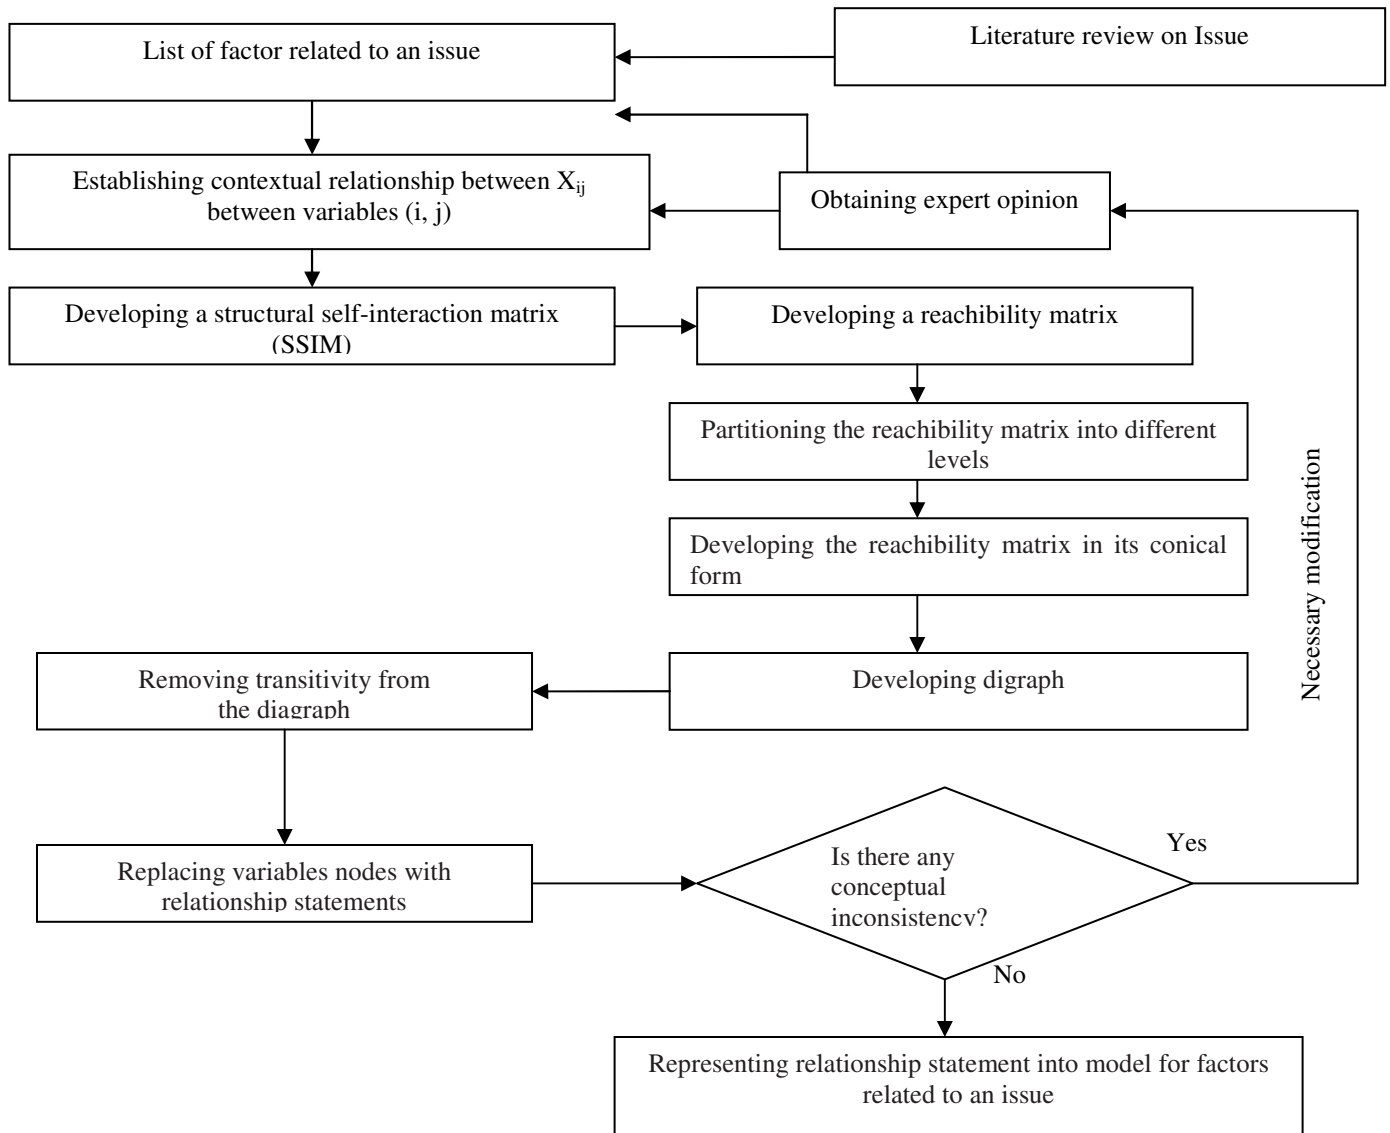 List of factor related to an issue
Literature review on Issue
Establishing contextual relationship between X_ij
between variables (i, j)
Obtaining expert opinion
Developing a structural self-interaction matrix
(SSIM)
Developing a reachibility matrix
Partitioning the reachibility matrix into different
levels
Developing the reachibility matrix in its conical
form
Necessary modification
Removing transitivity from
the diagraph
Developing digraph
Replacing variables nodes with
relationship statements
Is there any
conceptual
inconsistency?
Yes
No
Representing relationship statement into model for factors
related to an issue